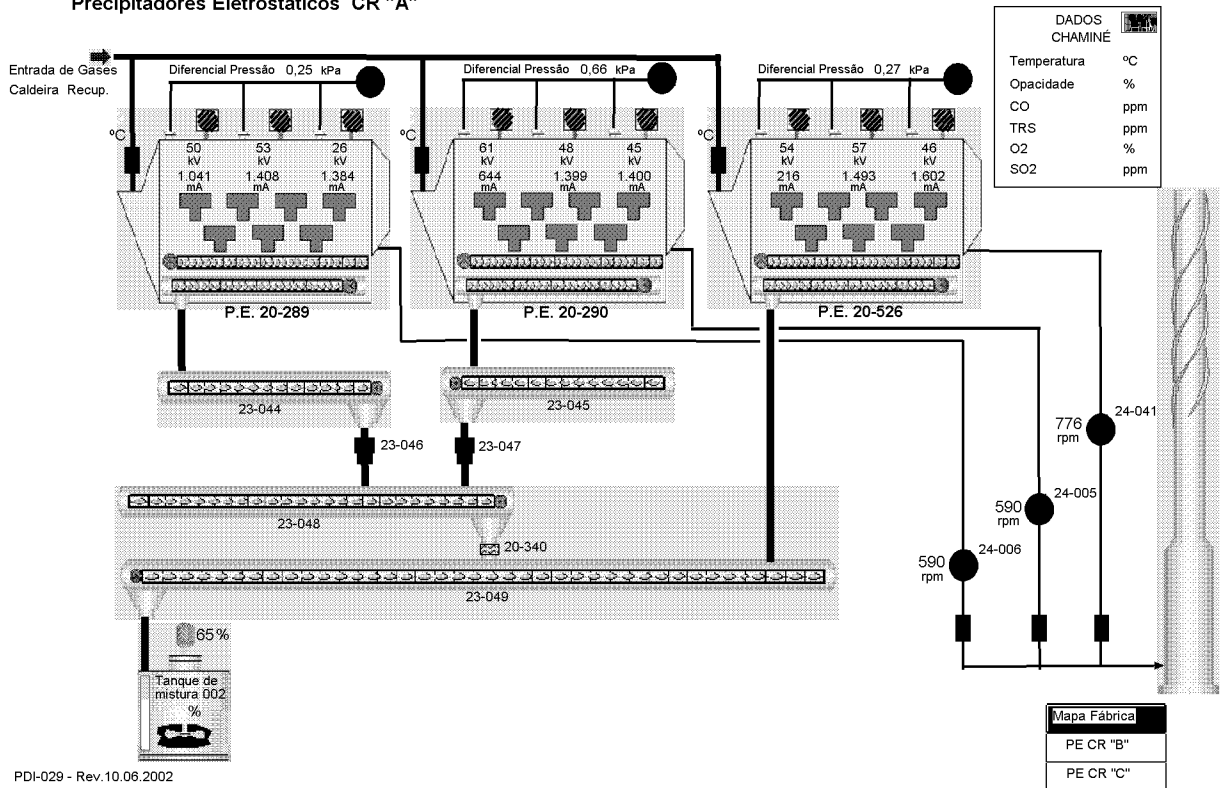 Precipitadores Eletrostáticos CR "A"
DADOS
CHAMINÉ
Temperatura ºC
Opacidade %
CO ppm
TRS ppm
O2 %
SO2 ppm
Entrada de Gases
Caldeira Recup.
Diferencial Pressão 0,25 kPa
Diferencial Pressão 0,66 kPa
Diferencial Pressão 0,27 kPa
ºC
ºC
ºC
50 53 26
kV kV kV
1.041 1.408 1.384
mA mA mA
61 48 45
kV kV kV
644 1.399 1.400
mA mA mA
54 57 46
kV kV kV
216 1.493 1.602
mA mA mA
P.E. 20-289
P.E. 20-290
P.E. 20-526
23-044
23-045
23-046
23-047
776
rpm
24-041
23-048
20-340
590
rpm
24-005
590
rpm
24-006
23-049
65%
Tanque de
mistura 002
%
Mapa Fábrica
PE CR "B"
PE CR "C"
PDI-029 - Rev.10.06.2002